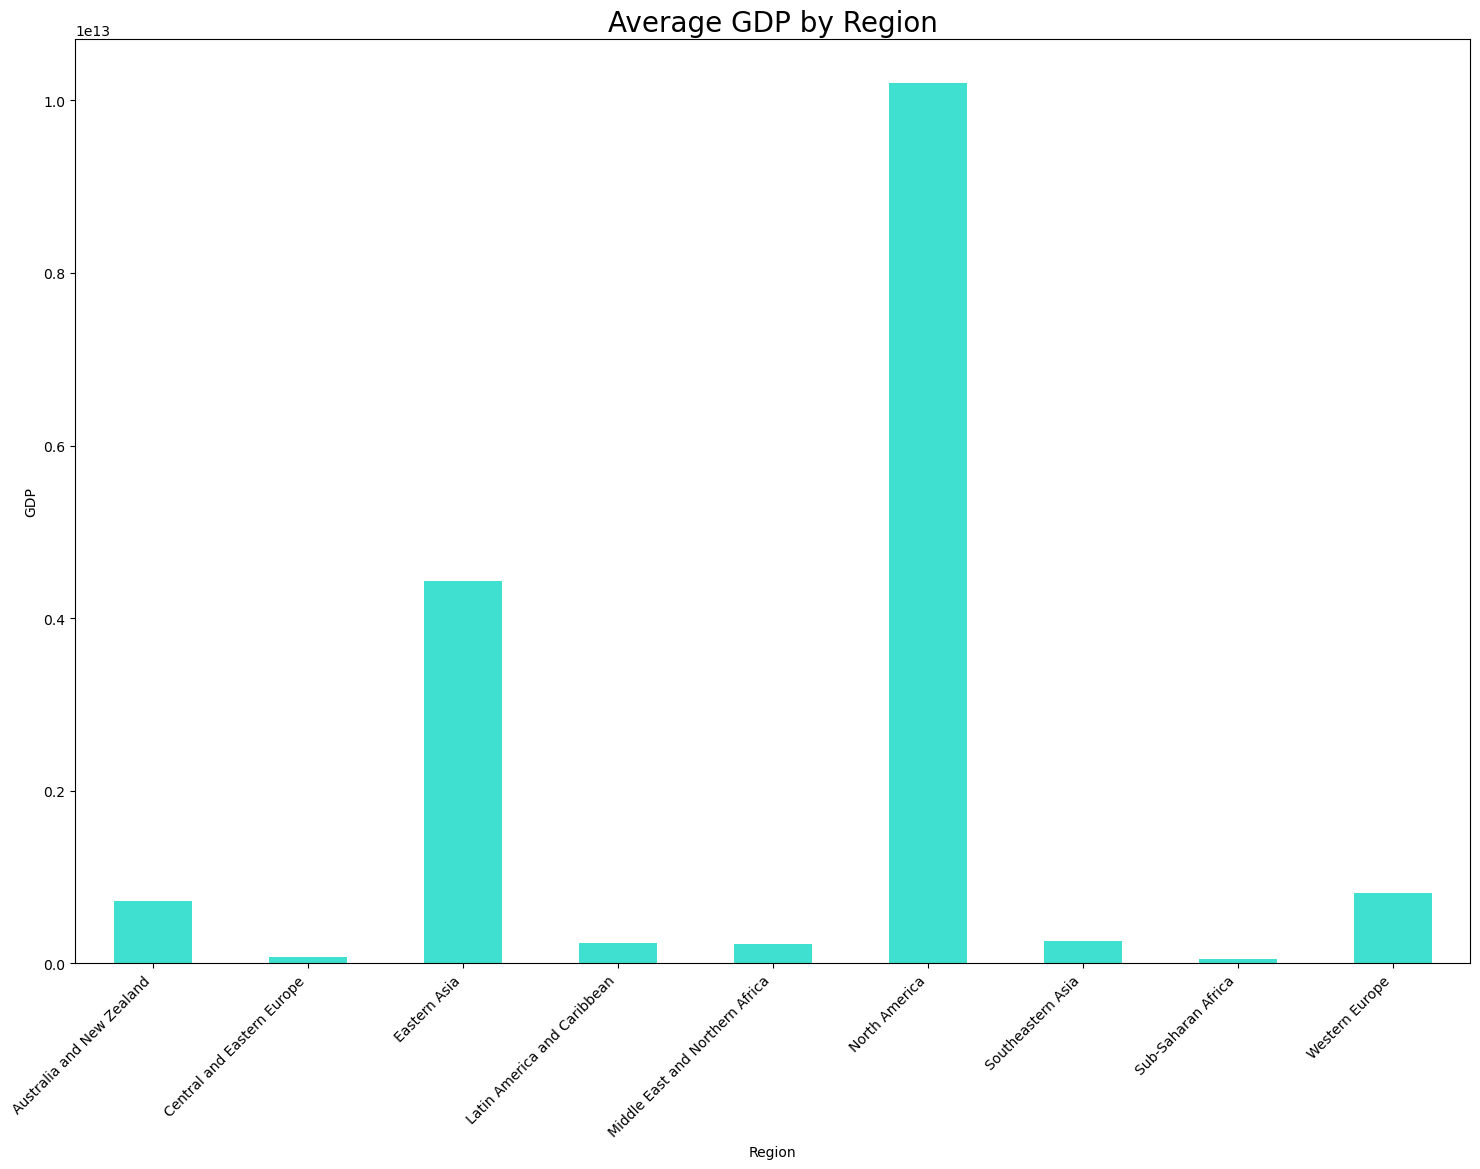 Average GDP by Region
1e13
1.0
0.8
0.6
0.4
0.2
0.0
GDP
Australia and New Zealand
Central and Eastern Europe
Eastern Asia
Latin America and Caribbean
Middle East and Northern Africa
North America
Southeastern Asia
Sub-Saharan Africa
Western Europe
Region